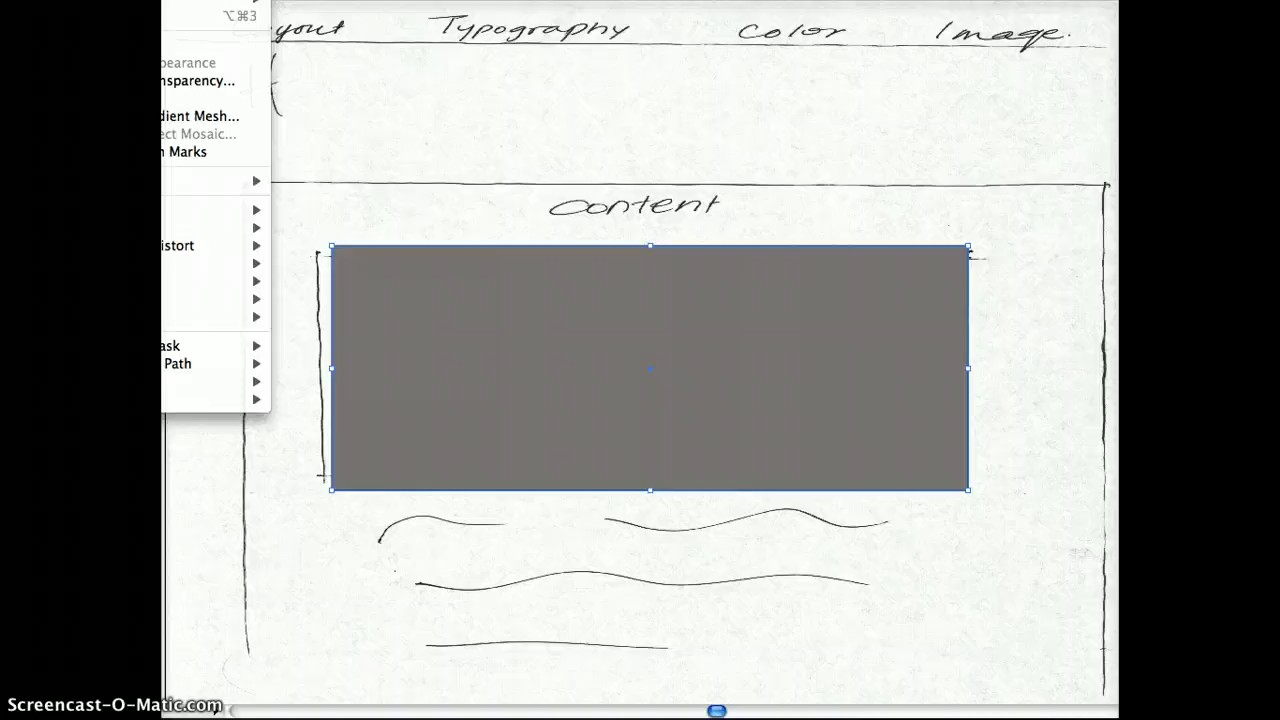 ⌥⌘3
yout Typography Color Image.
pearance
nsparency...
dient Mesh...
ect Mosaic...
Marks
Content
istort
ask
Path
Screencast-O-Matic.com